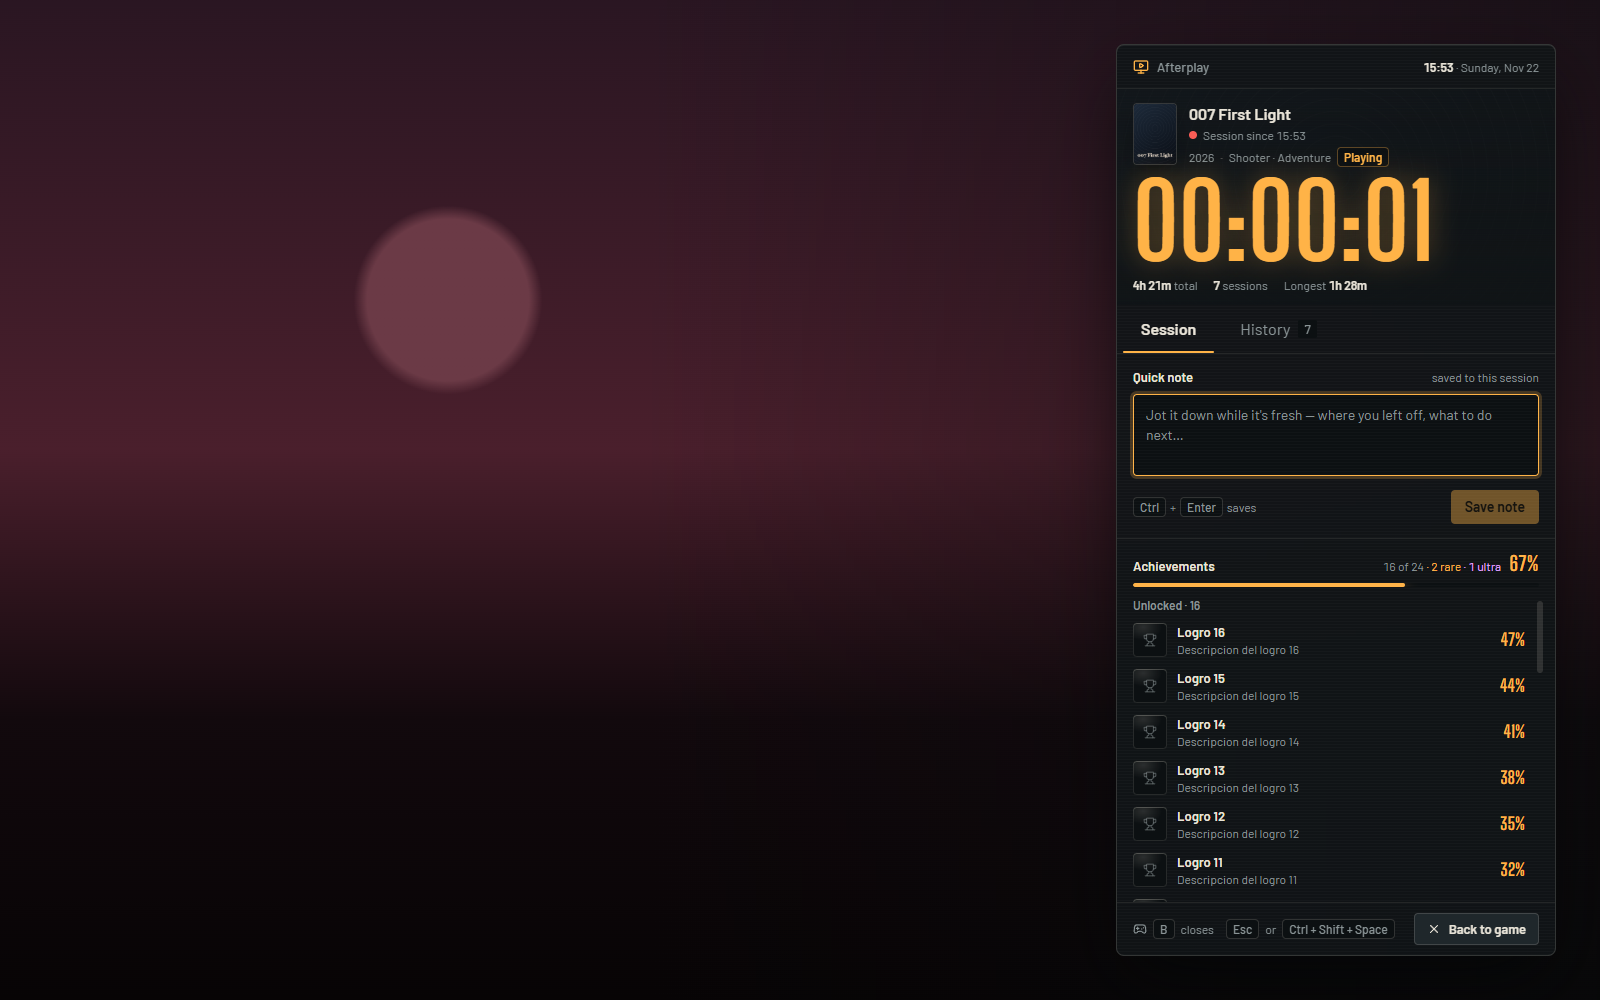 Afterplay
15:53 · Sunday, Nov 22
007 First Light
007 First Light
Session since 15:53
2026 · Shooter · Adventure Playing
00:00:01
4h 21m total 7 sessions Longest 1h 28m
Session History 7
Quick note saved to this session
Jot it down while it's fresh — where you left off, what to do
next...
Ctrl + Enter saves Save note
Achievements 16 of 24 · 2 rare · 1 ultra 67%
Unlocked · 16
Logro 16
Descripcion del logro 16
47%
Logro 15
Descripcion del logro 15
44%
Logro 14
Descripcion del logro 14
41%
Logro 13
Descripcion del logro 13
38%
Logro 12
Descripcion del logro 12
35%
Logro 11
Descripcion del logro 11
32%
B closes Esc or Ctrl + Shift + Space Back to game